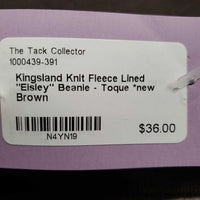 The Tack Collector
1000439-391
Kingsland Knit Fleece Lined
"Eisley" Beanie - Toque *new
Brown
$36.00
N4YN19